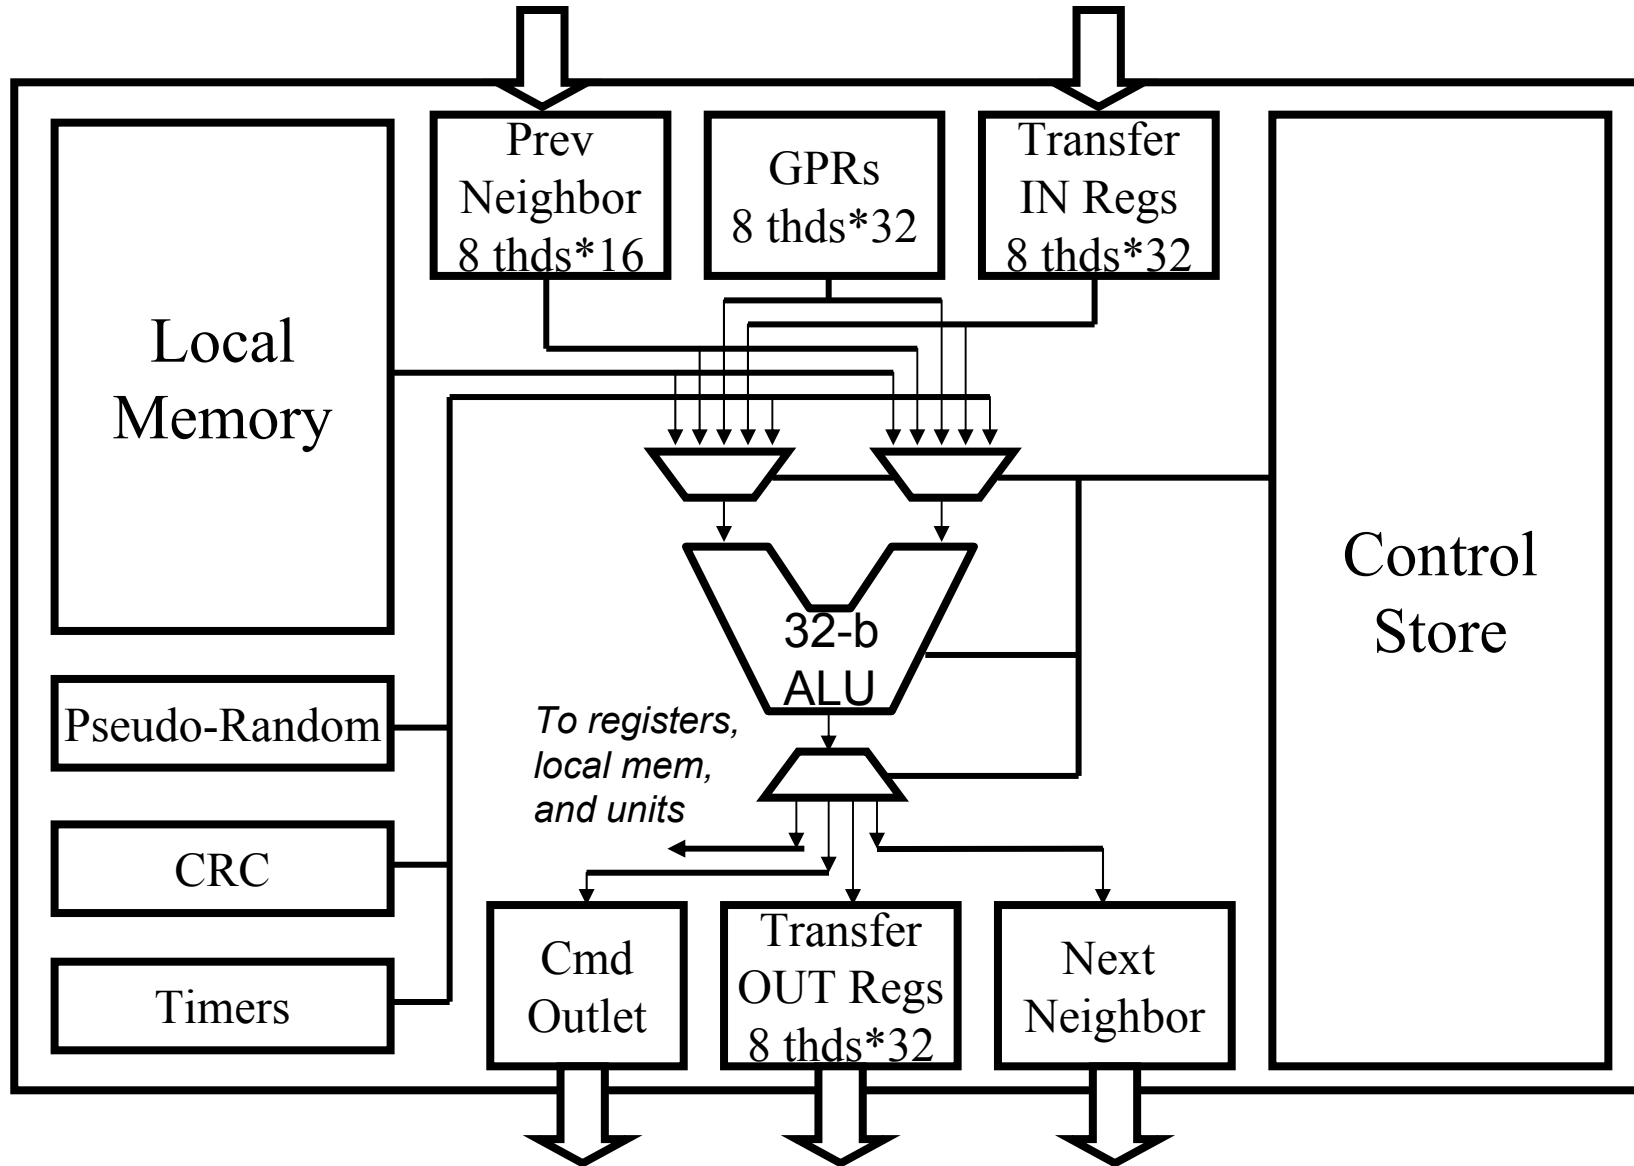 Prev
Neighbor
8 thds*16
GPRs
8 thds*32
Transfer
IN Regs
8 thds*32
Local
Memory
Control
Store
32-b
ALU
Pseudo-Random
To registers,
local mem,
and units
CRC
Timers
Cmd
Outlet
Transfer
OUT Regs
8 thds*32
Next
Neighbor